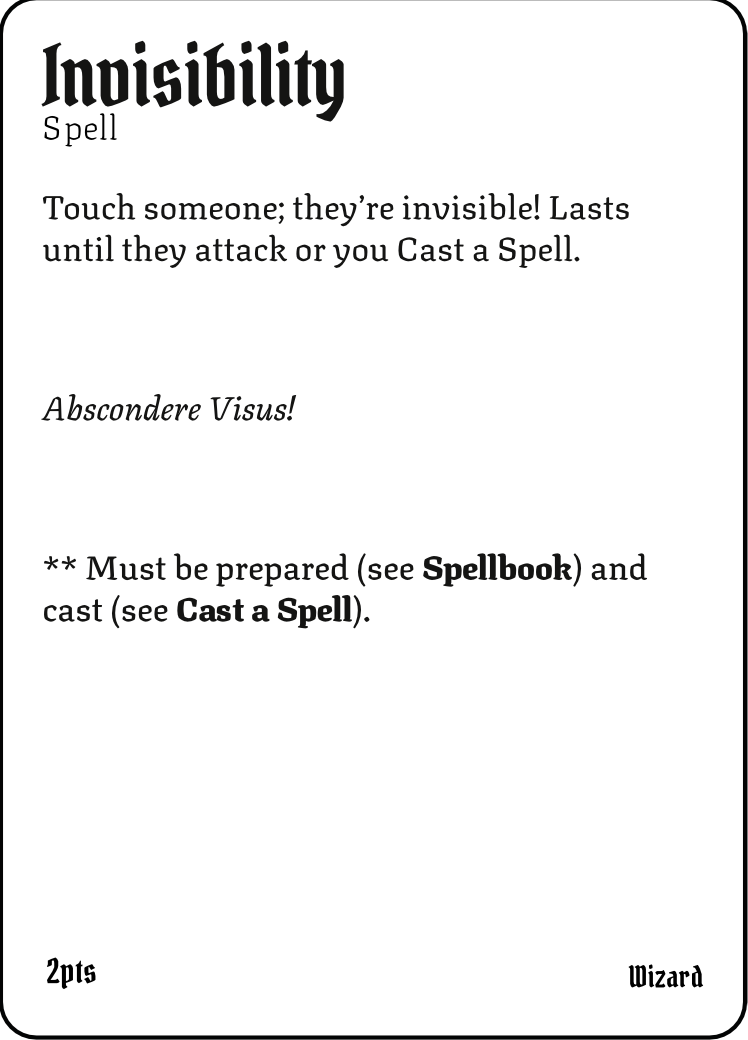 Invisibility
Spell
Touch someone; they’re invisible! Lasts
until they attack or you Cast a Spell.
Abscondere Visus!
** Must be prepared (see Spellbook) and
cast (see Cast a Spell).
2pts
Wizard